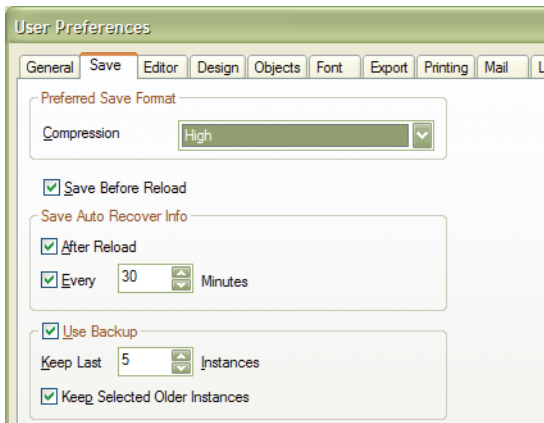 User Preferences
General Save Editor Design Objects Font Export Printing Mail L
Preferred Save Format
Compression High
Save Before Reload
Save Auto Recover Info
After Reload
Every 30 Minutes
Use Backup
Keep Last 5 Instances
Keep Selected Older Instances